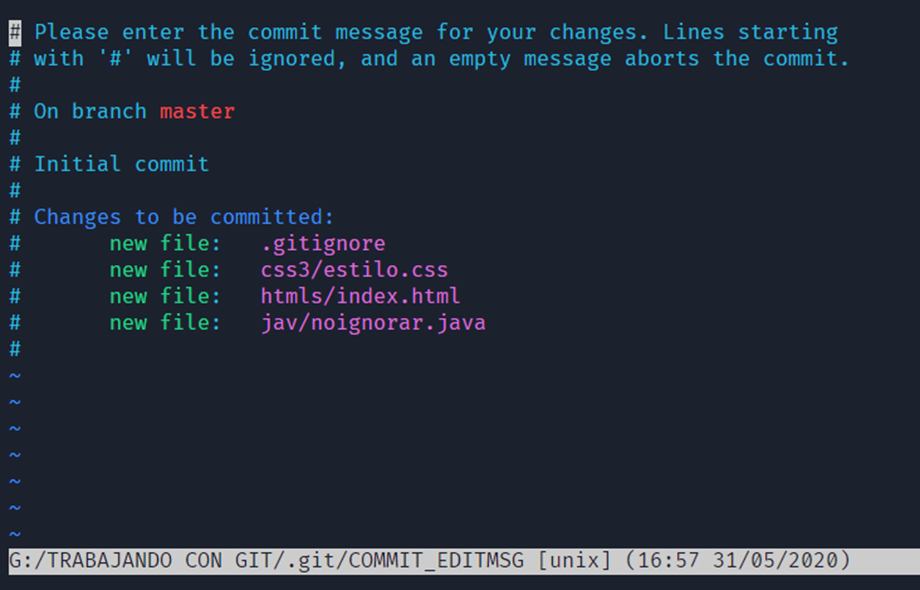 # Please enter the commit message for your changes. Lines starting
# with '#' will be ignored, and an empty message aborts the commit.
#
# On branch master
#
# Initial commit
#
# Changes to be committed:
#       new file:   .gitignore
#       new file:   css3/estilo.css
#       new file:   htmls/index.html
#       new file:   jav/noignorar.java
#
~
~
~
~
~
~
~
G:/TRABAJANDO CON GIT/.git/COMMIT_EDITMSG [unix] (16:57 31/05/2020)